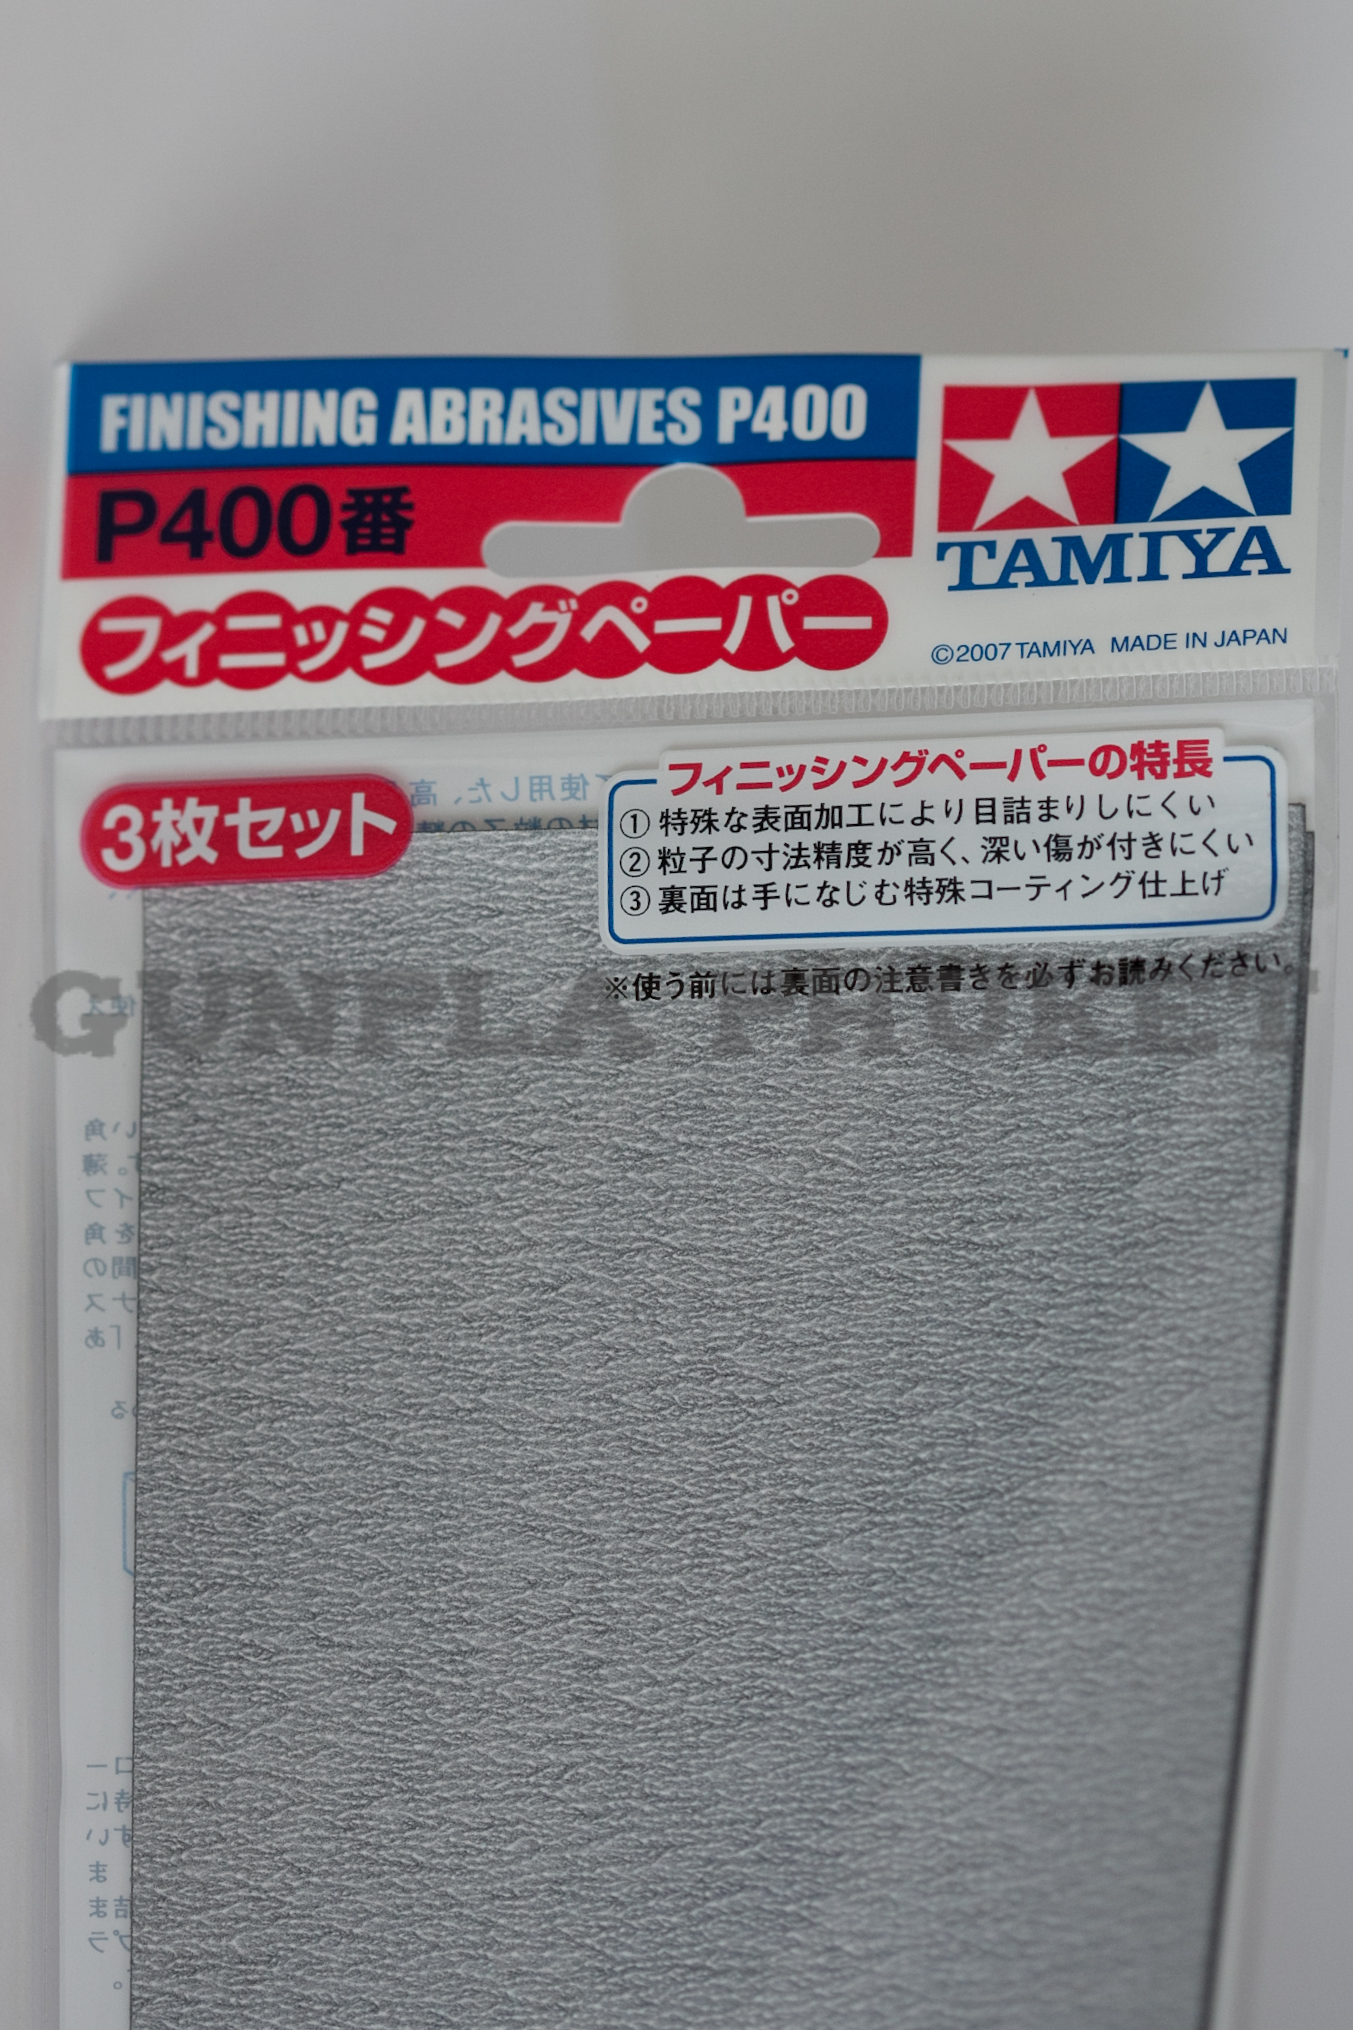 FINISHING ABRASIVES P400
P400番
フィニッシングペーパー
TAMIYA
©2007 TAMIYA MADE IN JAPAN
3枚セット
フィニッシングペーパーの特長
① 特殊な表面加工により目詰まりしにくい
② 粒子の寸法精度が高く、深い傷が付きにくい
③ 裏面は手になじむ特殊コーティング仕上げ
※使う前には裏面の注意書きを必ずお読みください。
GUNPLA PHUKET